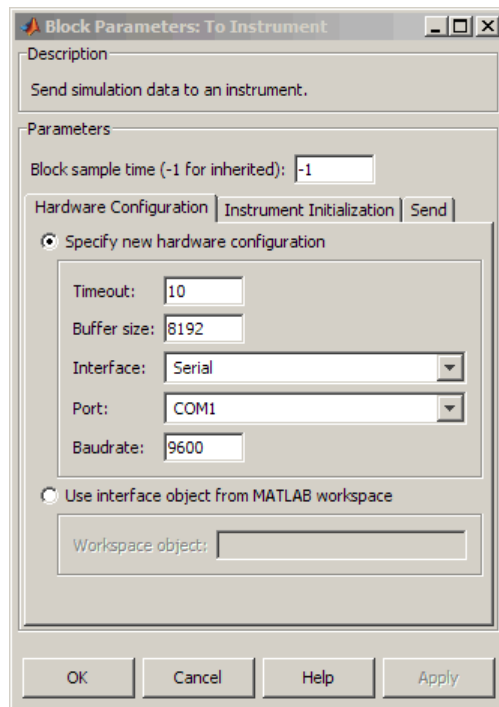 Block Parameters: To Instrument
Description
Send simulation data to an instrument.
Parameters
Block sample time (-1 for inherited): -1
Hardware Configuration Instrument Initialization Send
Specify new hardware configuration
Timeout: 10
Buffer size: 8192
Interface: Serial
Port: COM1
Baudrate: 9600
Use interface object from MATLAB workspace
Workspace object:
OK Cancel Help Apply